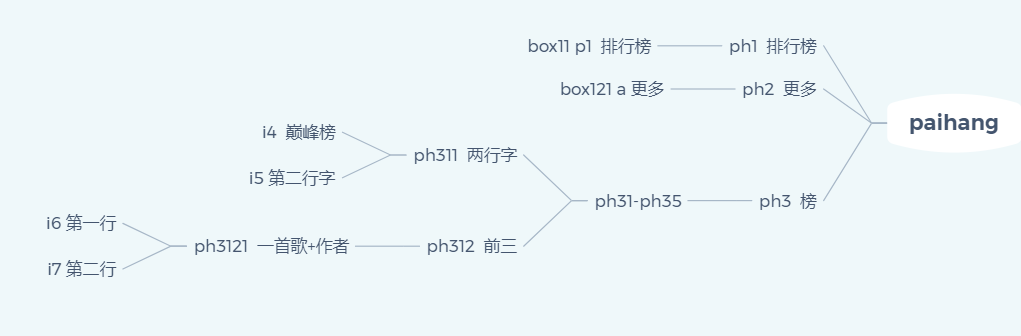 box11 p1 排行榜
ph1 排行榜
box121 a 更多
ph2 更多
paihang
i4 巅峰榜
ph311 两行字
i5 第二行字
ph31-ph35
ph3 榜
i6 第一行
ph3121 一首歌+作者
ph312 前三
i7 第二行